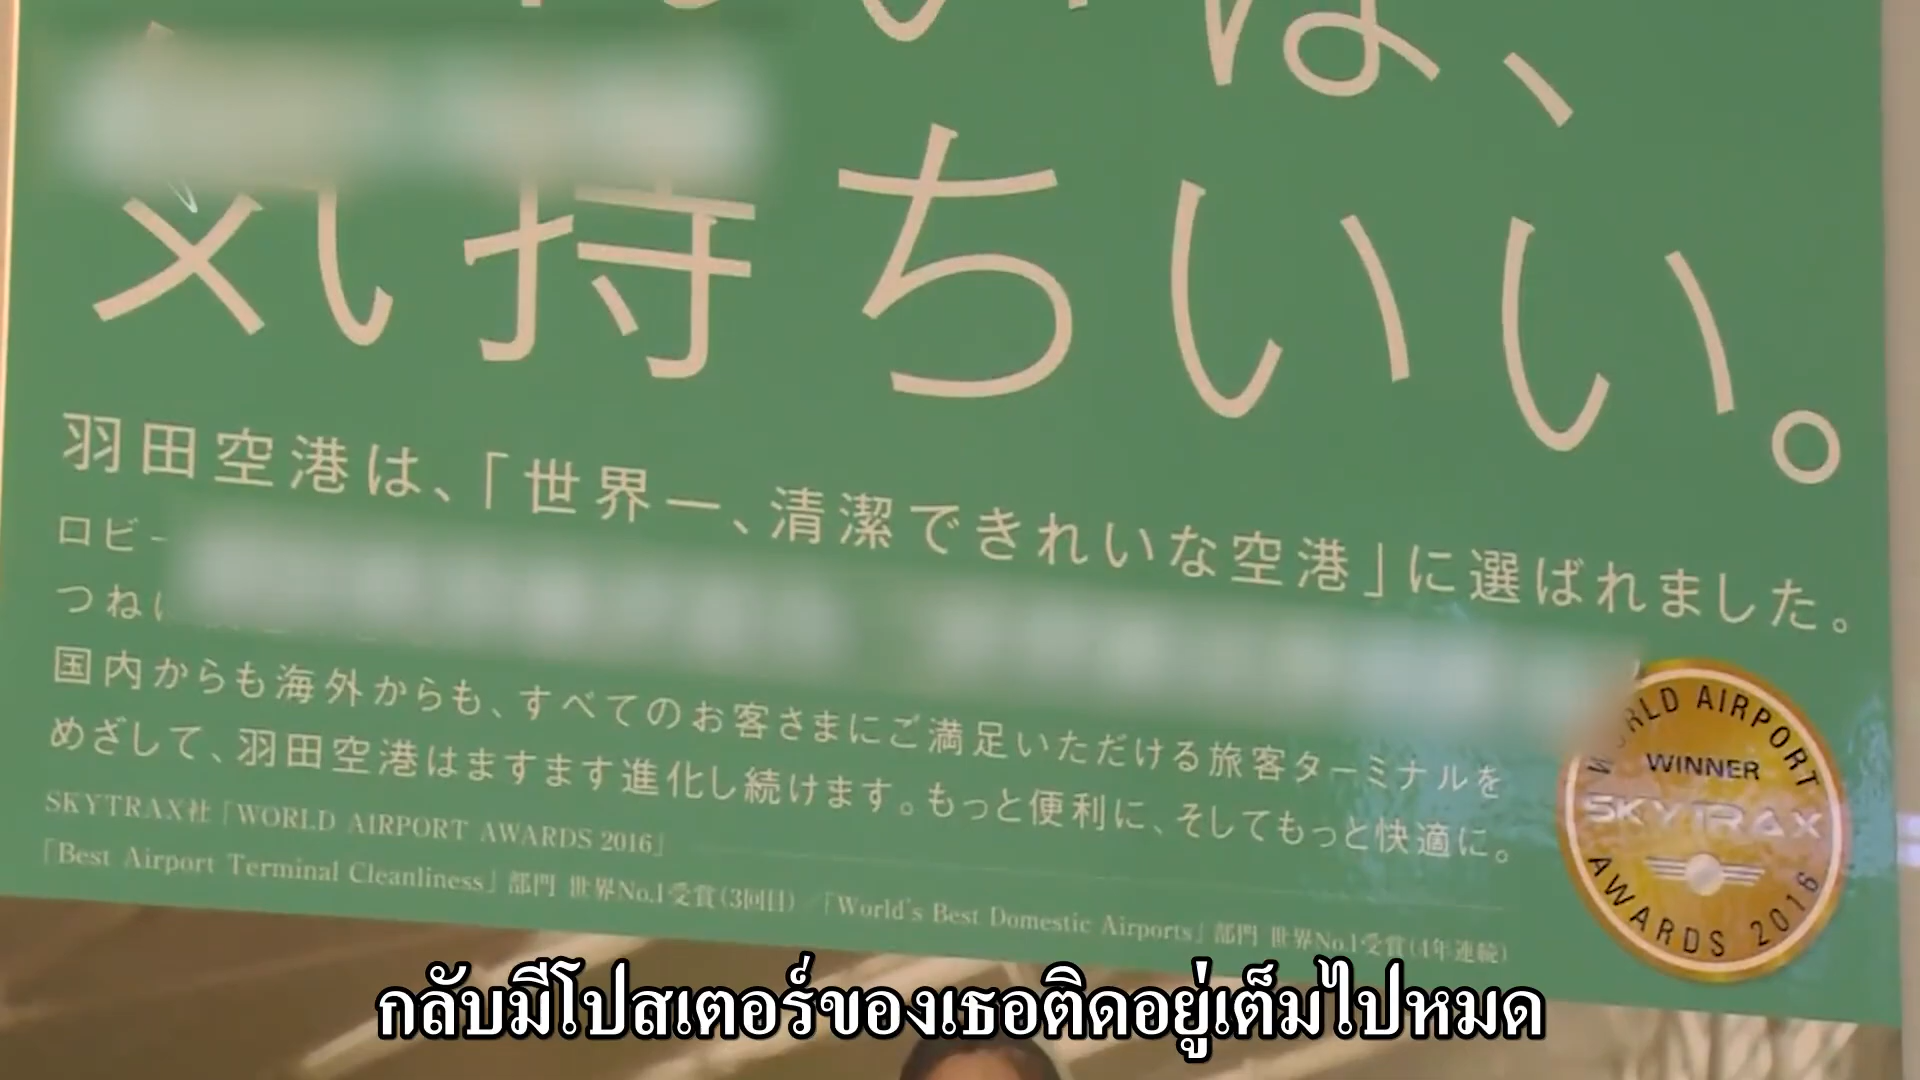 は、
気持ちいい。
羽田空港は、「世界一、清潔できれいな空港」に選ばれました。
ロビー
つねに
国内からも海外からも、すべてのお客さまにご満足いただける旅客ターミナルを
めざして、羽田空港はますます進化し続けます。もっと便利に、そしてもっと快適に。
SKYTRAX社「WORLD AIRPORT AWARDS 2016」
「Best Airport Terminal Cleanliness」部門 世界No.1受賞(3回目)／「World's Best Domestic Airports」部門 世界No.1受賞(4年連続)
WORLD AIRPORT
WINNER
SKYTRAX
AWARDS 2016
กลับมีโปสเตอร์ของเธอติดอยู่เต็มไปหมด